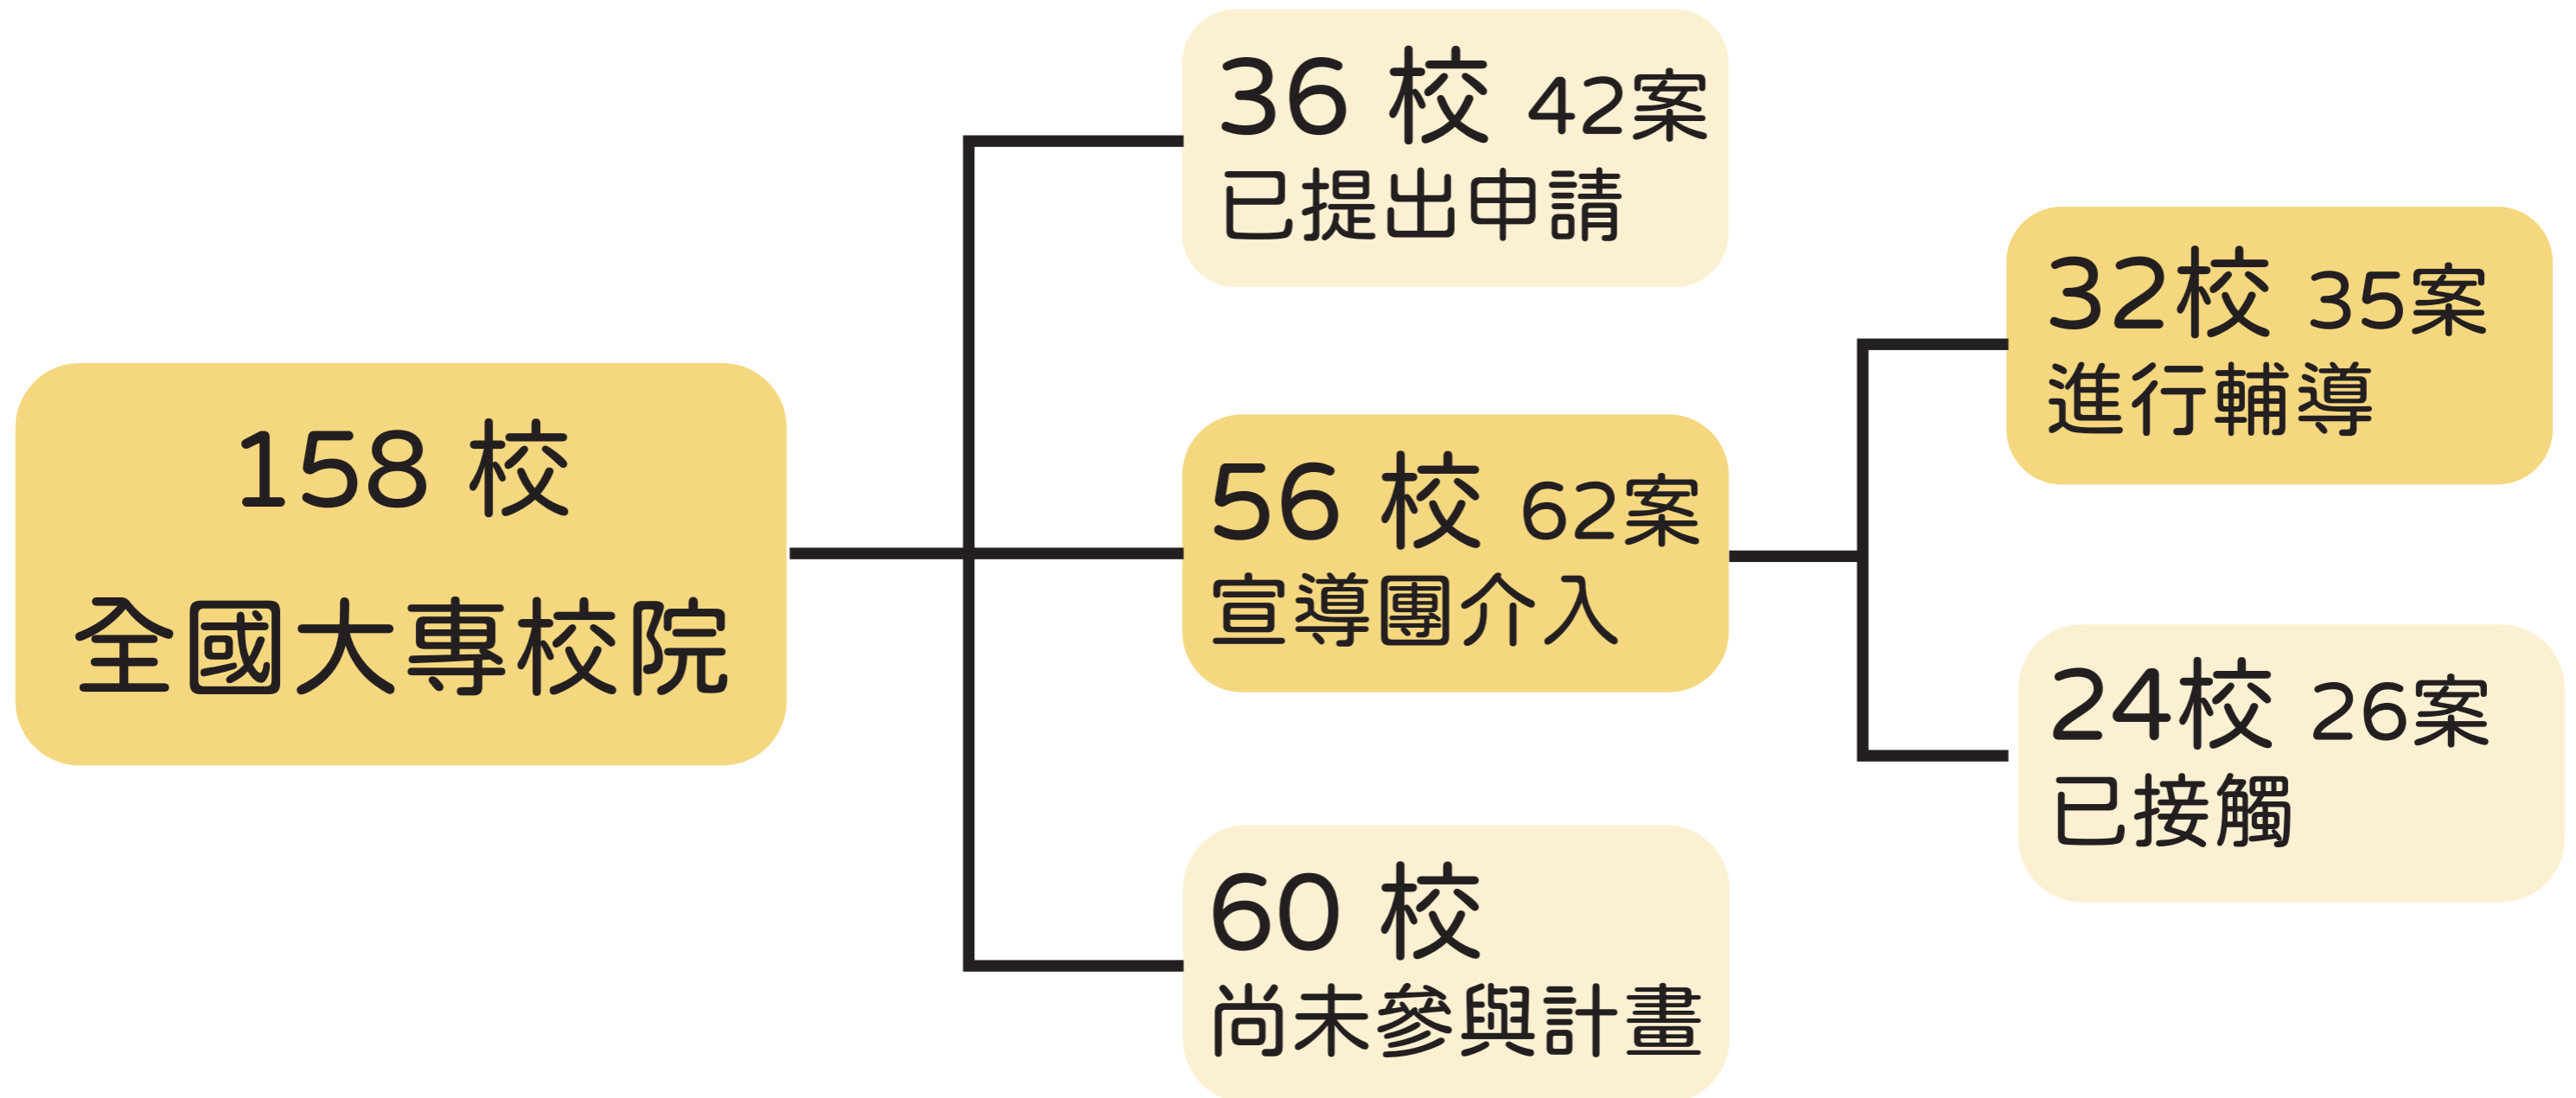 158 校
全國大專校院
36 校 42案
已提出申請
56 校 62案
宣導團介入
60 校
尚未參與計畫
32校 35案
進行輔導
24校 26案
已接觸